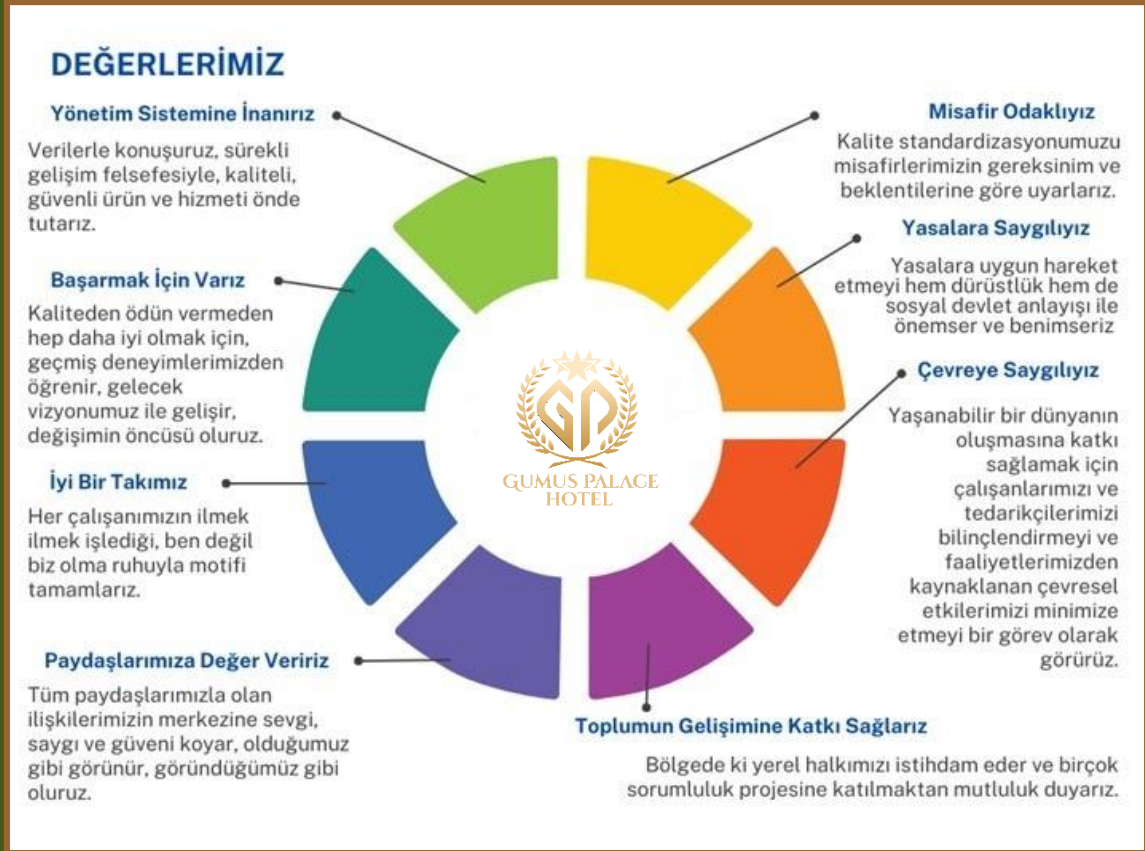 DEĞERLERİMİZ
Yönetim Sistemine İnanırız
Verilerle konuşuruz, sürekli
gelişim felsefesiyle, kaliteli,
güvenli ürün ve hizmeti önde
tutarız.
Başarmak İçin Varız
Kaliteden ödün vermeden
hep daha iyi olmak için,
geçmiş deneyimlerimizden
öğrenir, gelecek
vizyonumuz ile gelişir,
değişimin öncüsü oluruz.
İyi Bir Takımız
Her çalışanımızın ilmek
ilmek işlediği, ben değil
biz olma ruhuyla motifi
tamamlarız.
Paydaşlarımıza Değer Veririz
Tüm paydaşlarımızla olan
ilişkilerimizin merkezine sevgi,
saygı ve güveni koyar, olduğumuz
gibi görünür, göründüğümüz gibi
oluruz.
GP
GUMUS PALACE
HOTEL
Misafir Odaklıyız
Kalite standardizasyonumuzu
misafirlerimizin gereksinim ve
beklentilerine göre uyarlarız.
Yasalara Saygılıyız
Yasalara uygun hareket
etmeyi hem dürüstlük hem de
sosyal devlet anlayışı ile
önemser ve benimseriz
Çevreye Saygılıyız
Yaşanabilir bir dünyanın
oluşmasına katkı
sağlamak için
çalışanlarımızı ve
tedarikçilerimizi
bilinçlendirmeyi ve
faaliyetlerimizden
kaynaklanan çevresel
etkilerimizi minimize
etmeyi bir görev olarak
görürüz.
Toplumun Gelişimine Katkı Sağlarız
Bölgede ki yerel halkımızı istihdam eder ve birçok
sorumluluk projesine katılmaktan mutluluk duyarız.